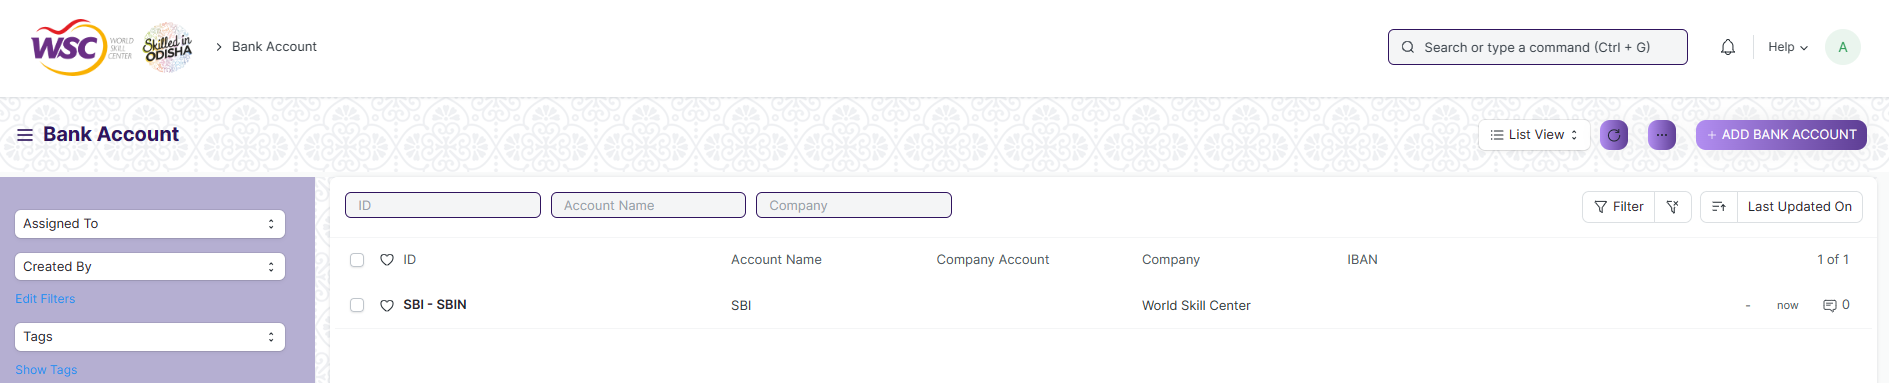 WSC WORLD SKILL CENTER
Skilled in ODISHA
Bank Account
Search or type a command (Ctrl + G)
Help
A
Bank Account
List View
...
+ ADD BANK ACCOUNT
Assigned To
Created By
Edit Filters
Tags
Show Tags
ID
Account Name
Company
Filter
Last Updated On
ID Account Name Company Account Company IBAN 1 of 1
SBI - SBIN SBI World Skill Center - now 0